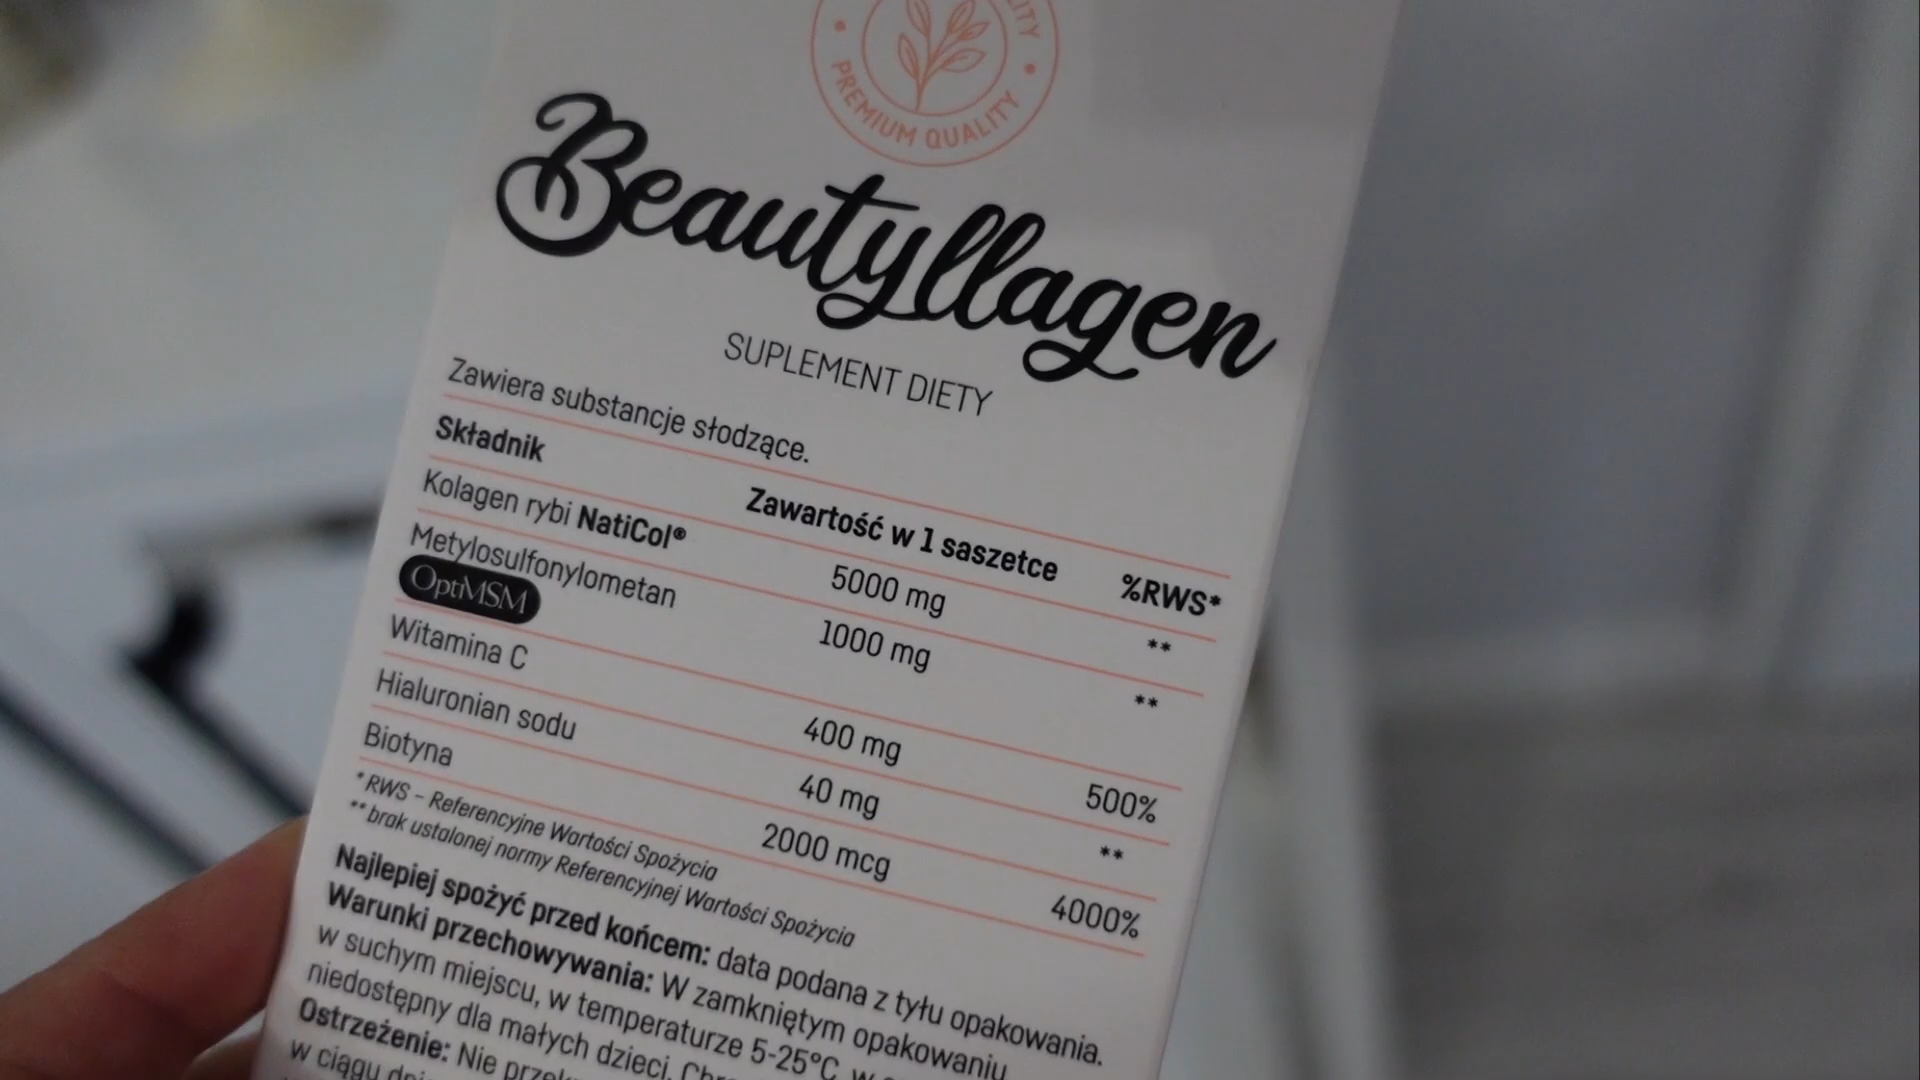 PREMIUM QUALITY
Beautyllagen
SUPLEMENT DIETY
Zawiera substancje słodzące.
Składnik Zawartość w 1 saszetce %RWS*
Kolagen rybi NatiCol® 5000 mg **
Metylosulfonylometan 1000 mg **
OptiMSM
Witamina C 400 mg 500%
Hialuronian sodu 40 mg **
Biotyna 2000 mcg 4000%
* RWS - Referencyjne Wartości Spożycia
** brak ustalonej normy Referencyjnej Wartości Spożycia
Najlepiej spożyć przed końcem: data podana z tyłu opakowania.
Warunki przechowywania: W zamkniętym opakowaniu
w suchym miejscu, w temperaturze 5-25°C, w
niedostępny dla małych dzieci.
Ostrzeżenie: Nie
w ciągu